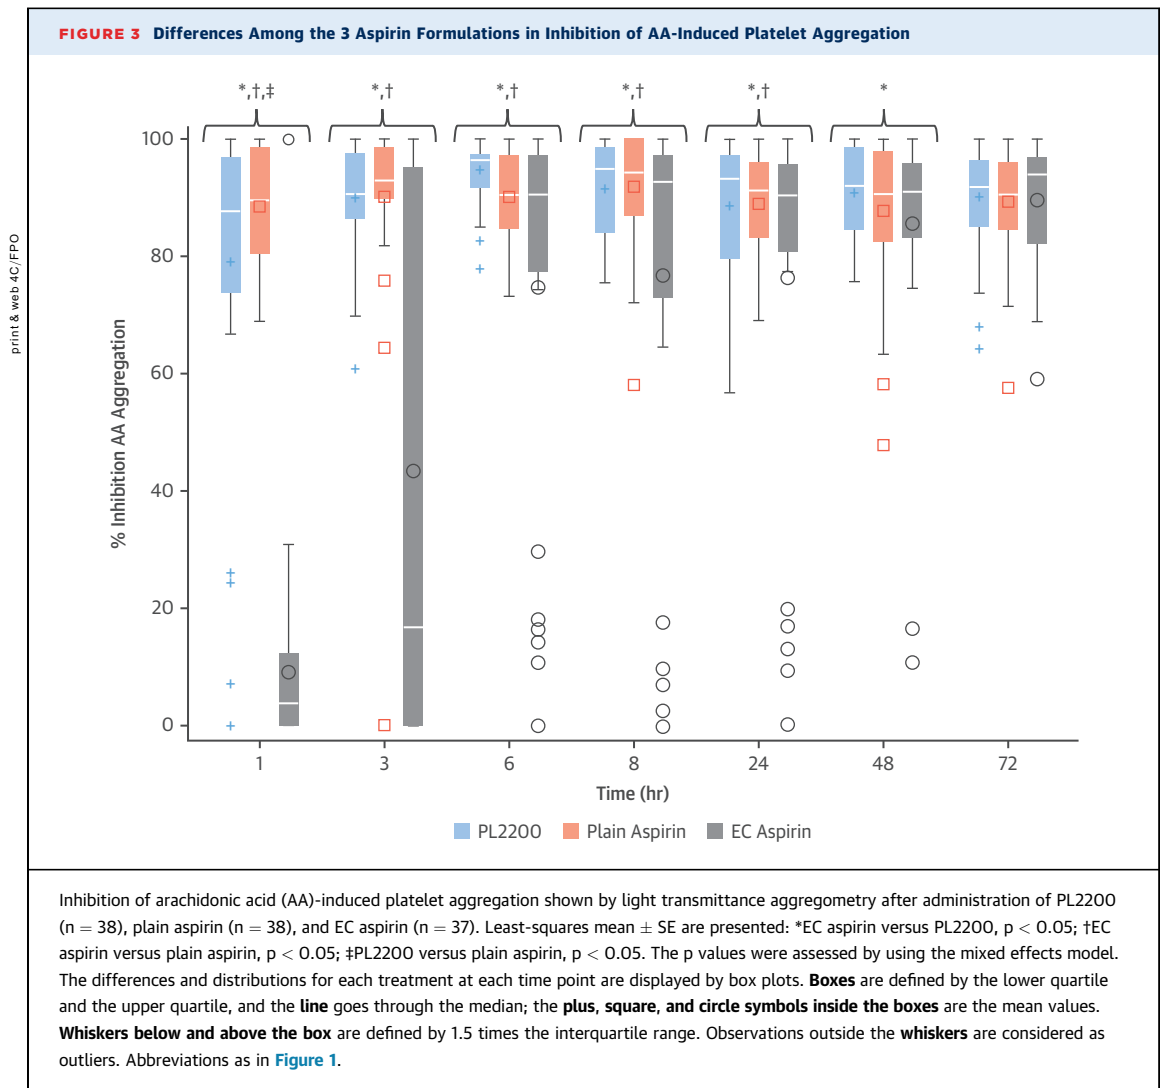 FIGURE 3 Differences Among the 3 Aspirin Formulations in Inhibition of AA-Induced Platelet Aggregation
print & web 4C/FPO
*,†,‡
*,†
*,†
*,†
*,†
*
% Inhibition AA Aggregation
100
80
60
40
20
0
1
3
6
8
24
48
72
Time (hr)
PL2200
Plain Aspirin
EC Aspirin
Inhibition of arachidonic acid (AA)-induced platelet aggregation shown by light transmittance aggregometry after administration of PL2200
(n = 38), plain aspirin (n = 38), and EC aspirin (n = 37). Least-squares mean ± SE are presented: *EC aspirin versus PL2200, p < 0.05; †EC
aspirin versus plain aspirin, p < 0.05; ‡PL2200 versus plain aspirin, p < 0.05. The p values were assessed by using the mixed effects model.
The differences and distributions for each treatment at each time point are displayed by box plots. Boxes are defined by the lower quartile
and the upper quartile, and the line goes through the median; the plus, square, and circle symbols inside the boxes are the mean values.
Whiskers below and above the box are defined by 1.5 times the interquartile range. Observations outside the whiskers are considered as
outliers. Abbreviations as in Figure 1.